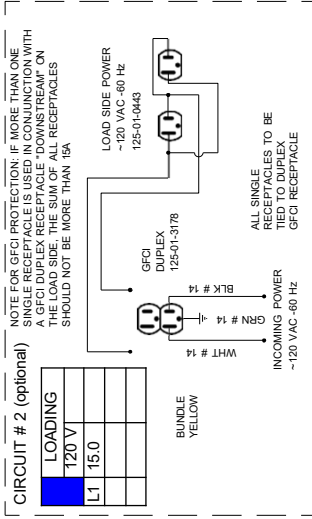 CIRCUIT # 2 (optional)
LOADING
120 V
L1 15.0
NOTE FOR GFCI PROTECTION: IF MORE THAN ONE
SINGLE RECEPTACLE IS USED IN CONJUNCTION WITH
A GFCI DUPLEX RECEPTACLE "DOWNSTREAM" ON
THE LOAD SIDE, THE SUM OF ALL RECEPTACLES
SHOULD NOT BE MORE THAN 15A
LOAD SIDE POWER
~120 VAC -60 Hz
125-01-0443
GFCI
DUPLEX
125-01-3178
BUNDLE
YELLOW
WHT # 14
GRN # 14
BLK # 14
INCOMING POWER
~120 VAC -60 Hz
ALL SINGLE
RECEPTACLES TO BE
TIED TO DUPLEX
GFCI RECEPTACLE